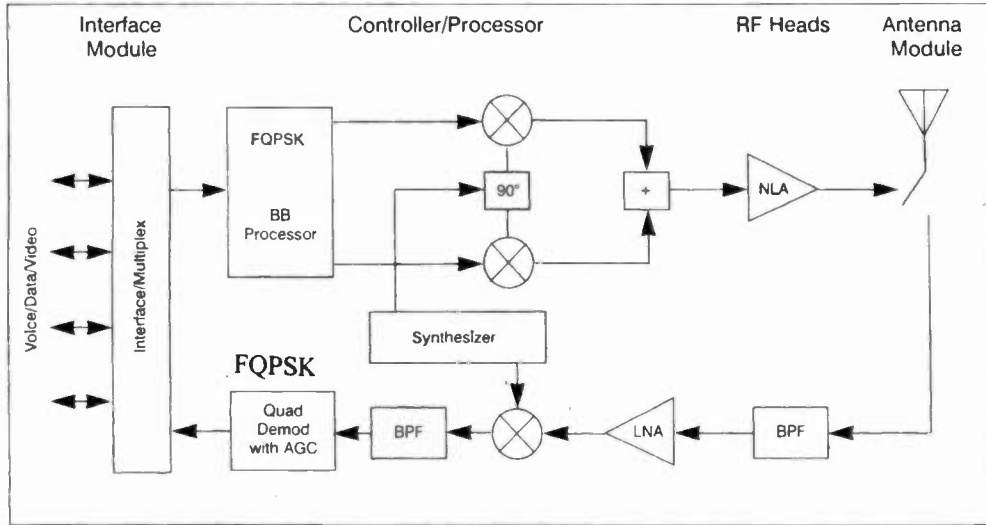 Interface
Module
Controller/Processor
RF Heads
Antenna
Module
Voice/Data/Video
Interface/Multiplex
FQPSK
BB
Processor
90°
+
NLA
Synthesizer
FQPSK
Quad
Demod
with AGC
BPF
LNA
BPF